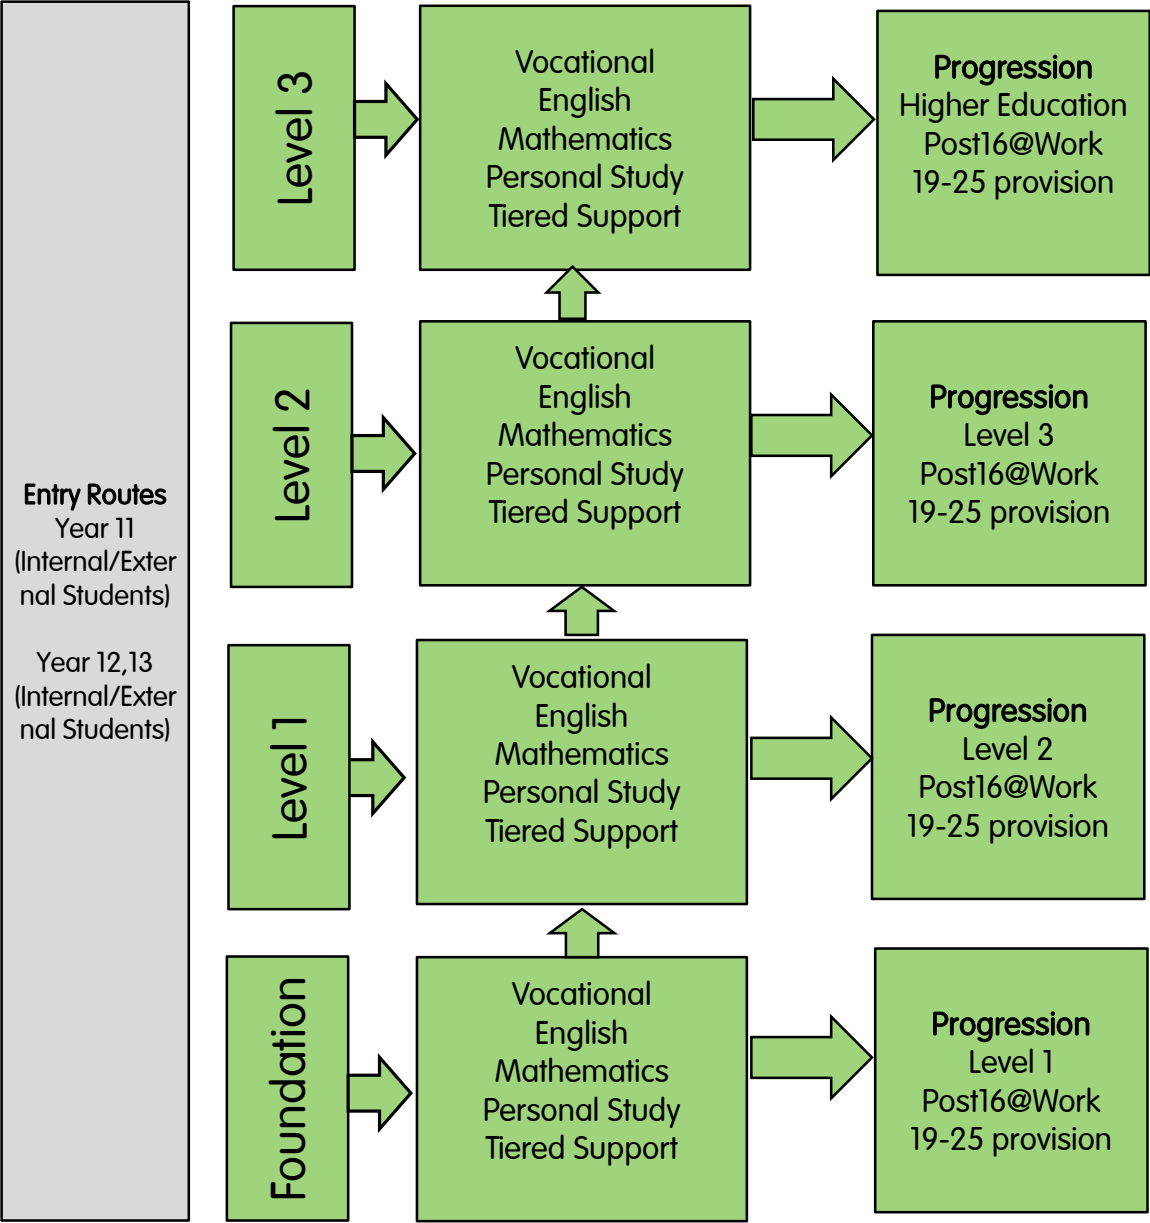 Entry Routes
Year 11
(Internal/Exter
nal Students)
Year 12,13
(Internal/Exter
nal Students)
Level 3
Vocational
English
Mathematics
Personal Study
Tiered Support
Progression
Higher Education
Post16@Work
19-25 provision
Level 2
Vocational
English
Mathematics
Personal Study
Tiered Support
Progression
Level 3
Post16@Work
19-25 provision
Level 1
Vocational
English
Mathematics
Personal Study
Tiered Support
Progression
Level 2
Post16@Work
19-25 provision
Foundation
Vocational
English
Mathematics
Personal Study
Tiered Support
Progression
Level 1
Post16@Work
19-25 provision